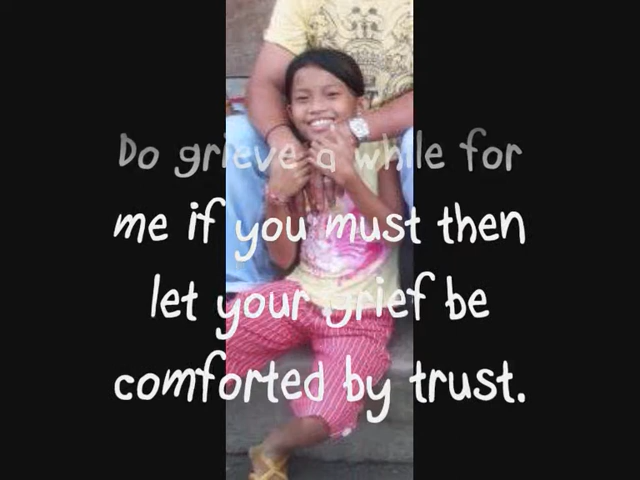 Do grieve a while for
me if you must then
let your grief be
comforted by trust.